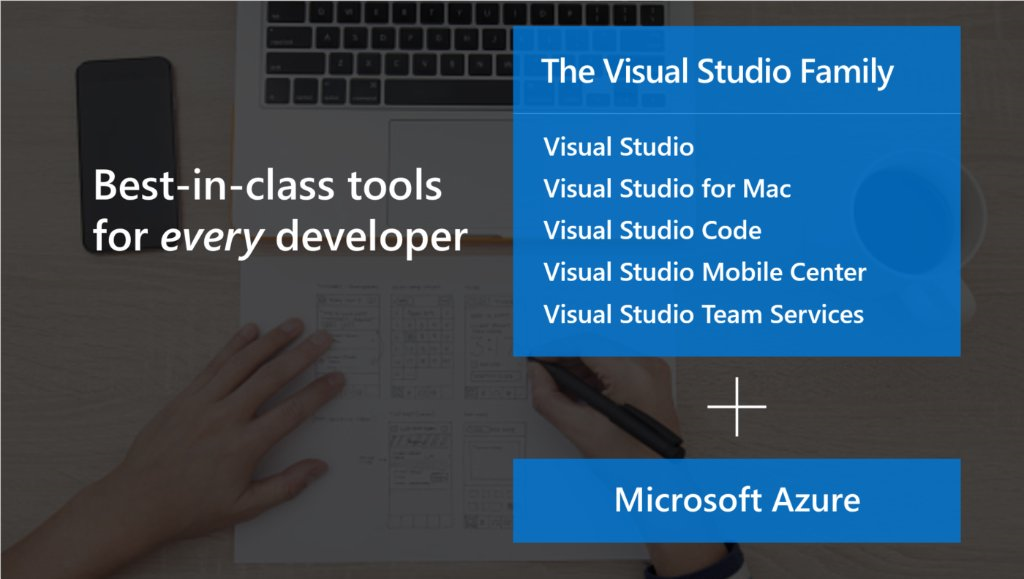 Best-in-class tools
for every developer
The Visual Studio Family
Visual Studio
Visual Studio for Mac
Visual Studio Code
Visual Studio Mobile Center
Visual Studio Team Services
Microsoft Azure